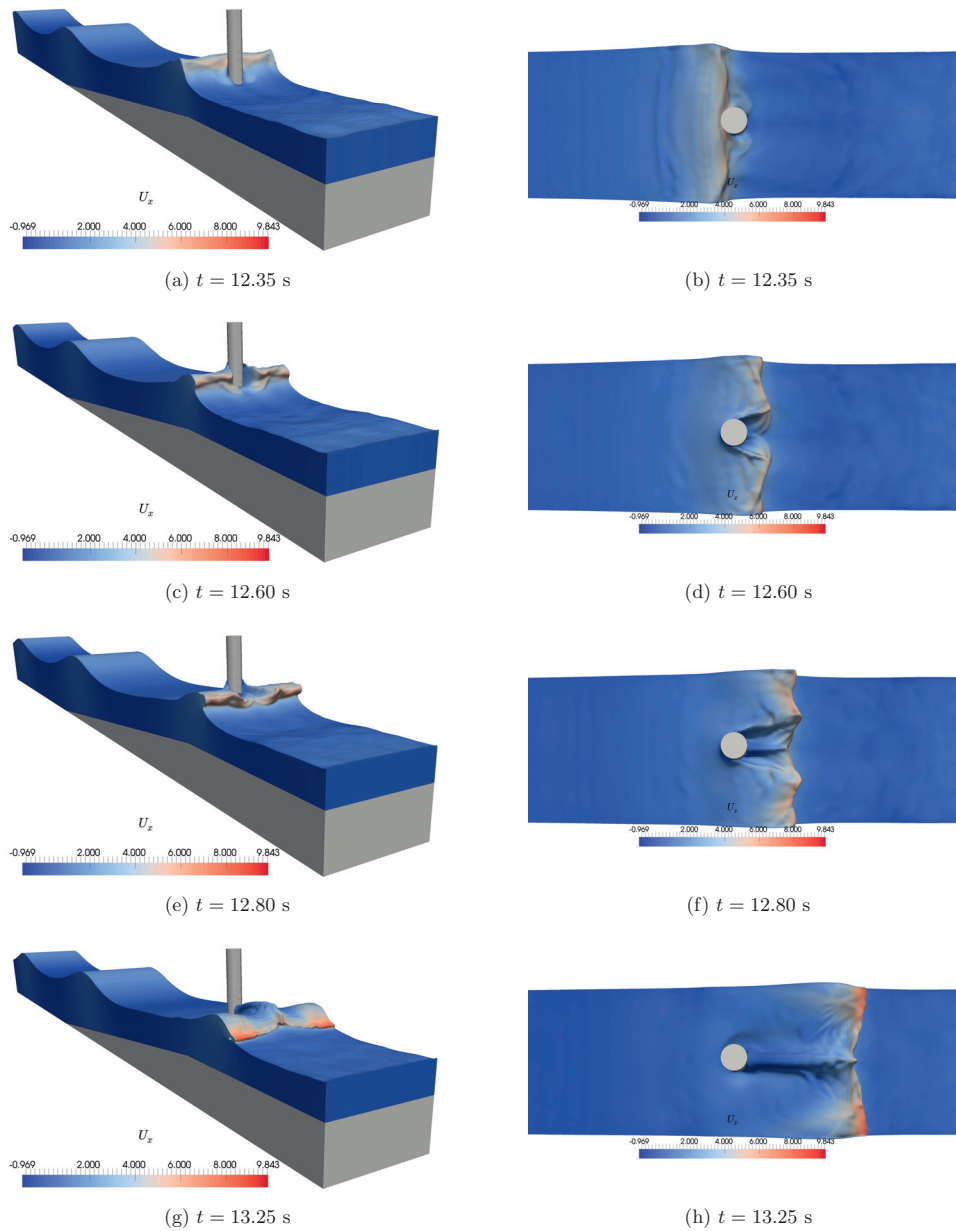 U_x
-0.969 2.000 4.000 6.000 8.000 9.843
(a) t = 12.35 s
U_x
-0.969 2.000 4.000 6.000 8.000 9.843
(b) t = 12.35 s
U_x
-0.969 2.000 4.000 6.000 8.000 9.843
(c) t = 12.60 s
U_x
-0.969 2.000 4.000 6.000 8.000 9.843
(d) t = 12.60 s
U_x
-0.969 2.000 4.000 6.000 8.000 9.843
(e) t = 12.80 s
U_x
-0.969 2.000 4.000 6.000 8.000 9.843
(f) t = 12.80 s
U_x
-0.969 2.000 4.000 6.000 8.000 9.843
(g) t = 13.25 s
U_x
-0.969 2.000 4.000 6.000 8.000 9.843
(h) t = 13.25 s